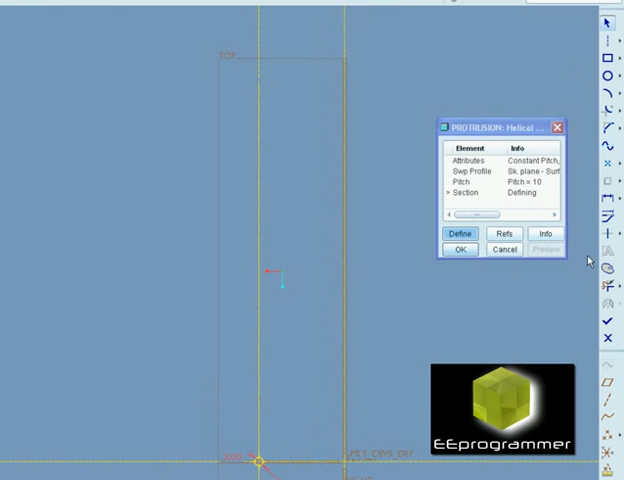 TOP
PROTRUSION: Helical ...
Element Info
Attributes Constant Pitch,
Swp Profile Sk. plane - Surf
Pitch Pitch = 10
> Section Defining
Define Refs Info
OK Cancel Preview
EEprogrammer
PRT_CSYS_DEF